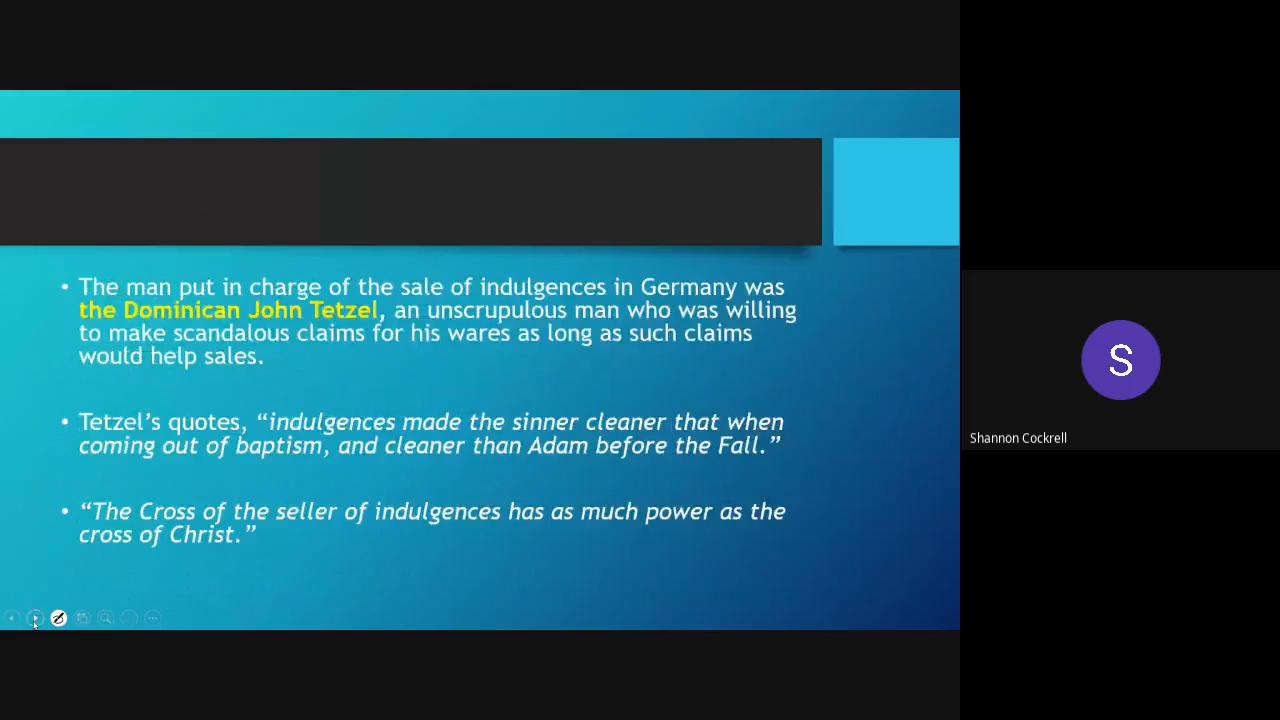 • The man put in charge of the sale of indulgences in Germany was
the Dominican John Tetzel, an unscrupulous man who was willing
to make scandalous claims for his wares as long as such claims
would help sales.
• Tetzel’s quotes, “indulgences made the sinner cleaner that when
coming out of baptism, and cleaner than Adam before the Fall.”
• “The Cross of the seller of indulgences has as much power as the
cross of Christ.”
S
Shannon Cockrell